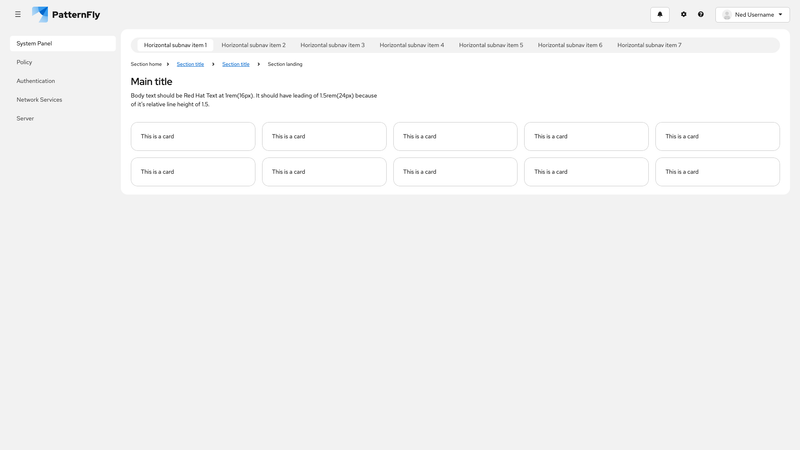 PatternFly
Ned Username
System Panel
Policy
Authentication
Network Services
Server
Horizontal subnav item 1 Horizontal subnav item 2 Horizontal subnav item 3 Horizontal subnav item 4 Horizontal subnav item 5 Horizontal subnav item 6 Horizontal subnav item 7
Section home Section title Section title Section landing
Main title
Body text should be Red Hat Text at 1rem(16px). It should have leading of 1.5rem(24px) because
of it's relative line height of 1.5.
This is a card This is a card This is a card This is a card This is a card
This is a card This is a card This is a card This is a card This is a card